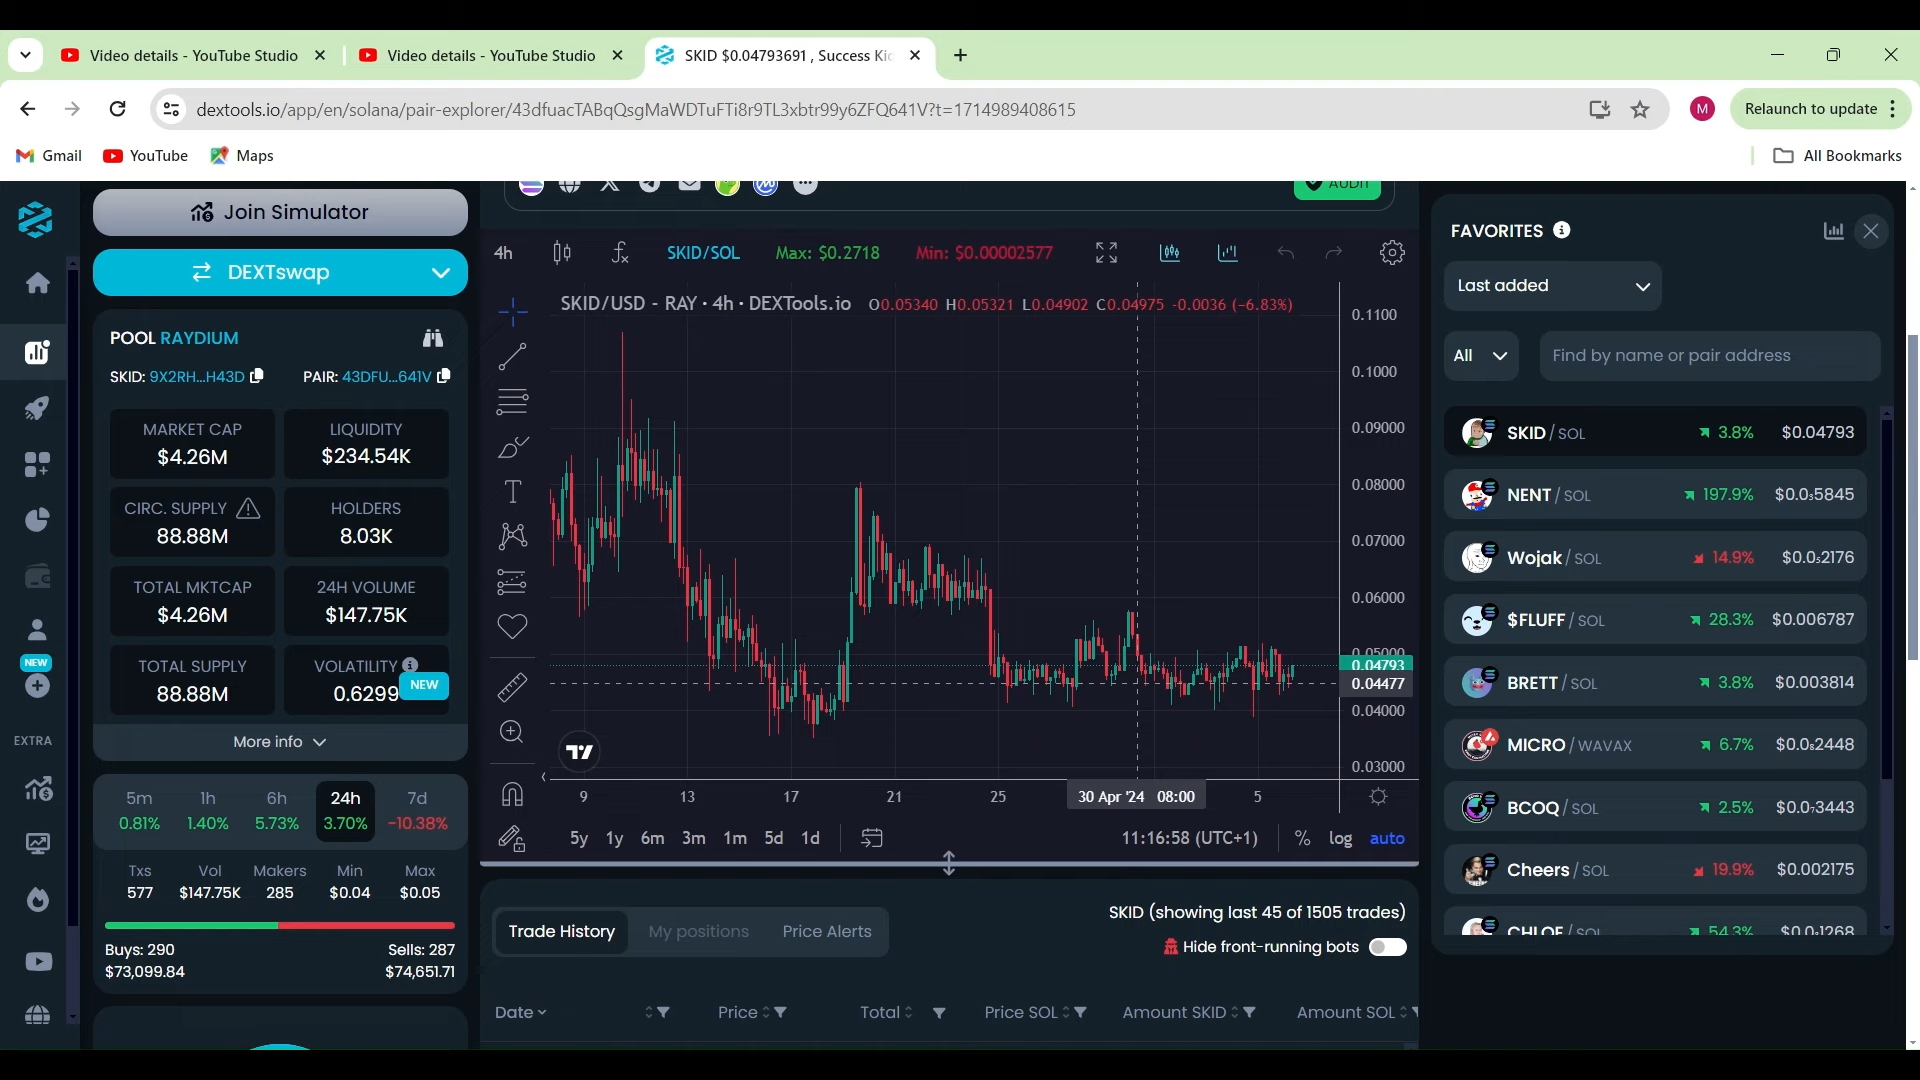 Video details - YouTube Studio
Video details - YouTube Studio
SKID $0.04793691 , Success Kic
dextools.io/app/en/solana/pair-explorer/43dfuacTABqQsgMaWDTuFTi8r9TL3xbtr99y6ZFQ641V?t=1714989408615
M
Relaunch to update
Gmail
YouTube
Maps
All Bookmarks
Join Simulator
DEXTswap
POOL RAYDIUM
SKID: 9X2RH...H43D
PAIR: 43DFU...641V
MARKET CAP
$4.26M
LIQUIDITY
$234.54K
CIRC. SUPPLY
88.88M
HOLDERS
8.03K
TOTAL MKTCAP
$4.26M
24H VOLUME
$147.75K
TOTAL SUPPLY
88.88M
VOLATILITY
0.6299
NEW
More info
NEW
EXTRA
5m
0.81%
1h
1.40%
6h
5.73%
24h
3.70%
7d
-10.38%
Txs
577
Vol
$147.75K
Makers
285
Min
$0.04
Max
$0.05
Buys: 290
$73,099.84
Sells: 287
$74,651.71
AUDIT
4h
SKID/SOL
Max: $0.2718
Min: $0.00002577
SKID/USD - RAY · 4h · DEXTools.io
O0.05340 H0.05321 L0.04902 C0.04975 -0.0036 (-6.83%)
0.1100
0.1000
0.09000
0.08000
0.07000
0.06000
0.05000
0.04793
0.04477
0.04000
0.03000
9
13
17
21
25
30 Apr '24 08:00
5
5y
1y
6m
3m
1m
5d
1d
11:16:58 (UTC+1)
%
log
auto
Trade History
My positions
Price Alerts
SKID (showing last 45 of 1505 trades)
Hide front-running bots
Date
Price
Total
Price SOL
Amount SKID
Amount SOL
FAVORITES
Last added
All
Find by name or pair address
SKID/SOL 3.8% $0.04793
NENT/SOL 197.9% $0.0₅5845
Wojak/SOL 14.9% $0.0₅2176
$FLUFF/SOL 28.3% $0.006787
BRETT/SOL 3.8% $0.003814
MICRO/WAVAX 6.7% $0.0₈2448
BCOQ/SOL 2.5% $0.0₇3443
Cheers/SOL 19.9% $0.002175
CHLOE/SOL 54.3%